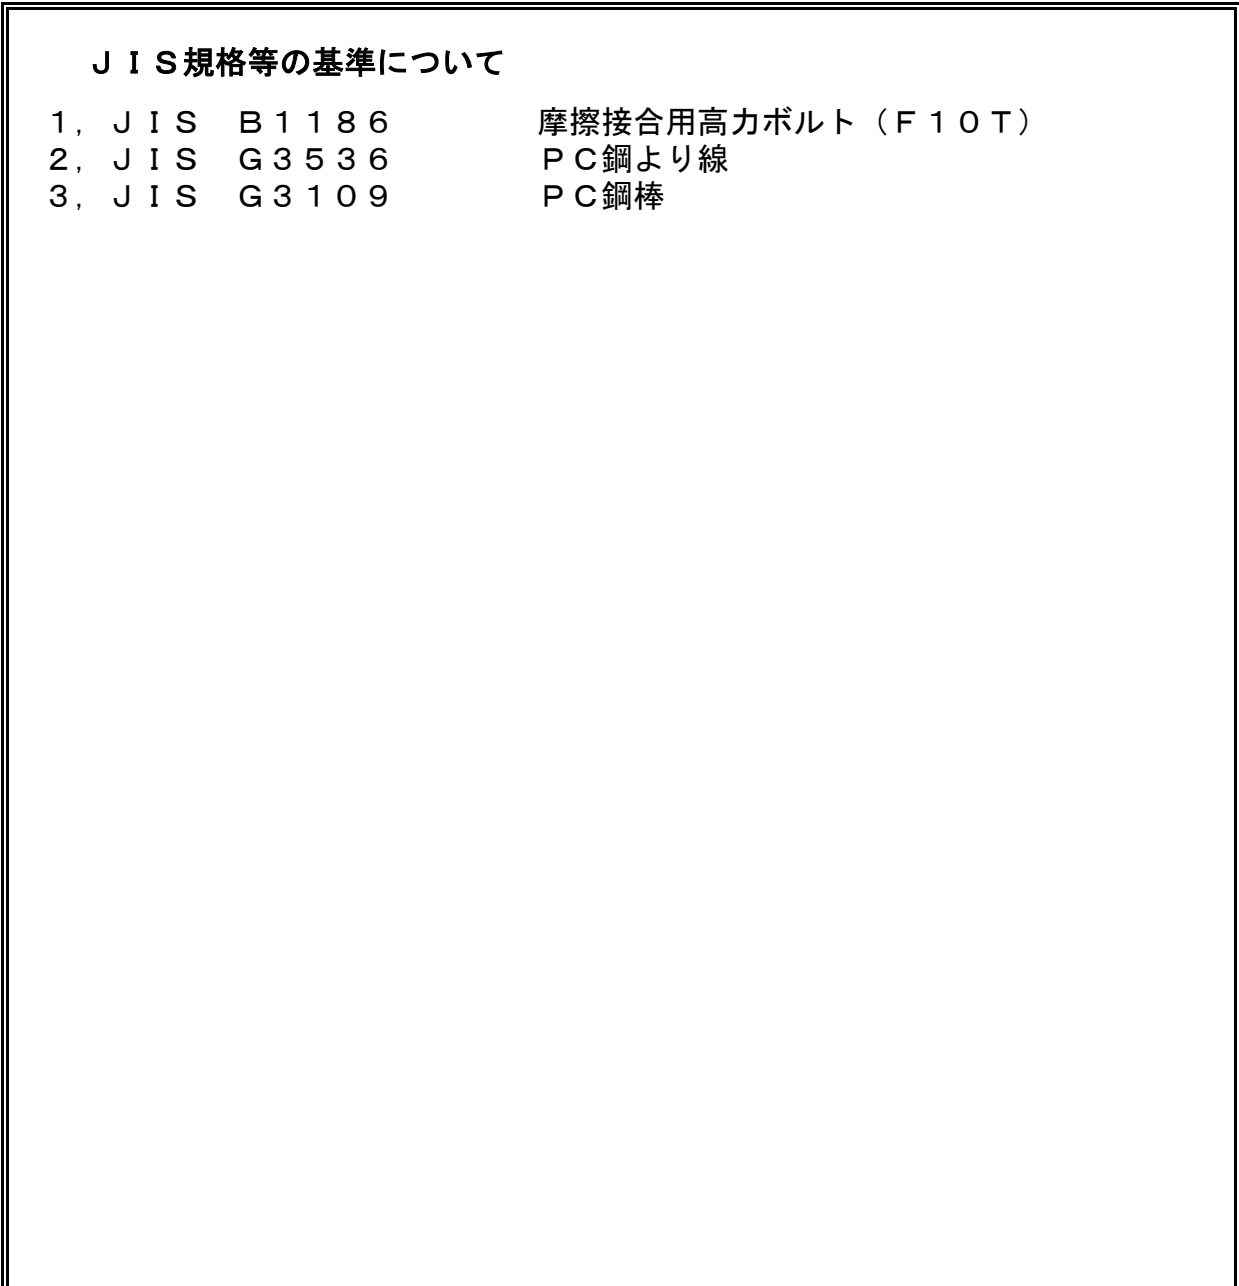 ＪＩＳ規格等の基準について
１，ＪＩＳ　Ｂ１１８６　　　　摩擦接合用高力ボルト（Ｆ１０Ｔ）
２，ＪＩＳ　Ｇ３５３６　　　　ＰＣ鋼より線
３，ＪＩＳ　Ｇ３１０９　　　　ＰＣ鋼棒